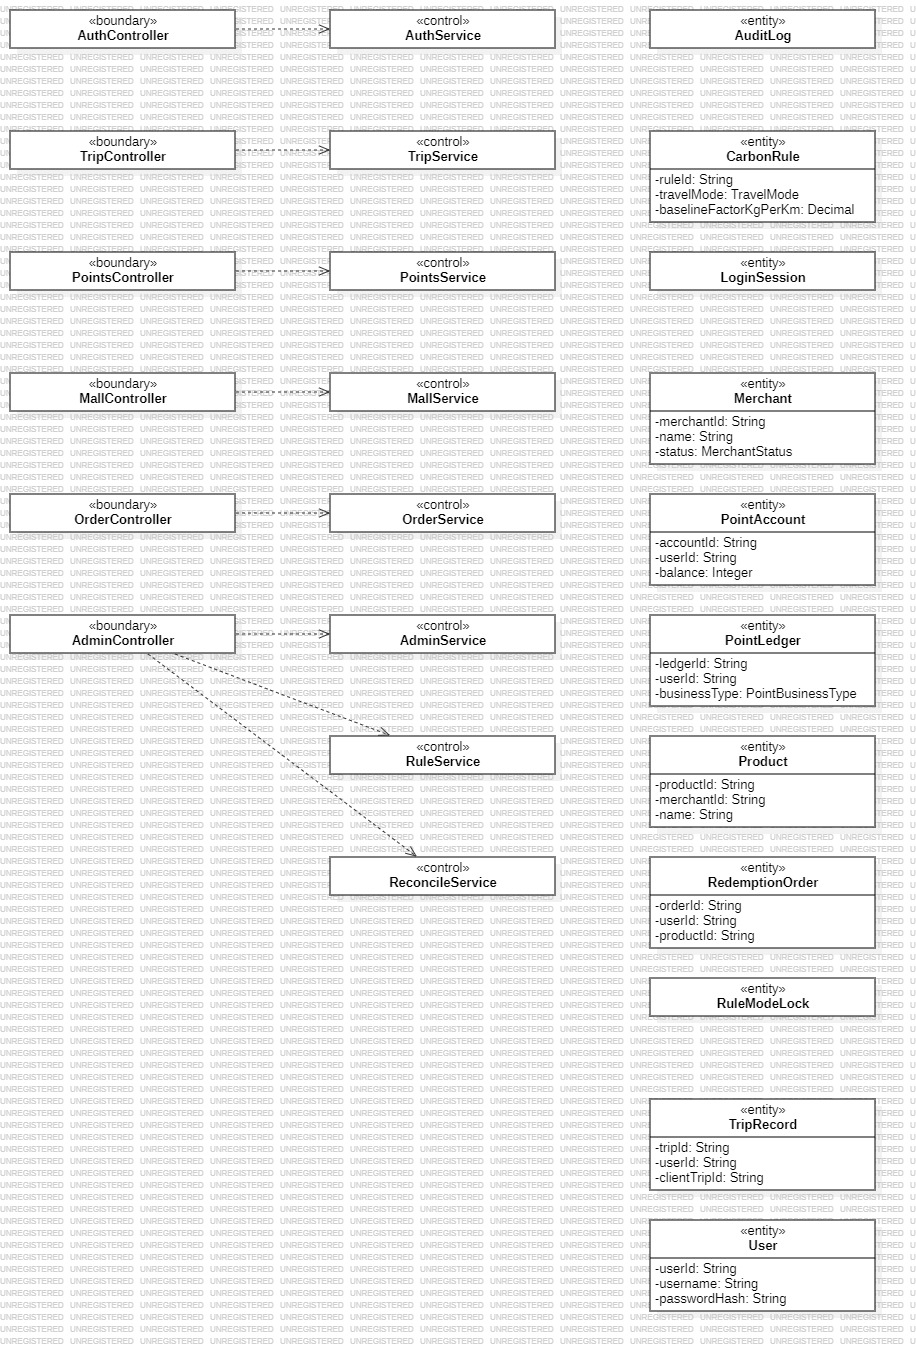 «boundary»
AuthController
«control»
AuthService
«entity»
AuditLog
«boundary»
TripController
«control»
TripService
«entity»
CarbonRule
-ruleId: String
-travelMode: TravelMode
-baselineFactorKgPerKm: Decimal
«boundary»
PointsController
«control»
PointsService
«entity»
LoginSession
«boundary»
MallController
«control»
MallService
«entity»
Merchant
-merchantId: String
-name: String
-status: MerchantStatus
«boundary»
OrderController
«control»
OrderService
«entity»
PointAccount
-accountId: String
-userId: String
-balance: Integer
«boundary»
AdminController
«control»
AdminService
«entity»
PointLedger
-ledgerId: String
-userId: String
-businessType: PointBusinessType
«control»
RuleService
«entity»
Product
-productId: String
-merchantId: String
-name: String
«control»
ReconcileService
«entity»
RedemptionOrder
-orderId: String
-userId: String
-productId: String
«entity»
RuleModeLock
«entity»
TripRecord
-tripId: String
-userId: String
-clientTripId: String
«entity»
User
-userId: String
-username: String
-passwordHash: String
UNREGISTERED